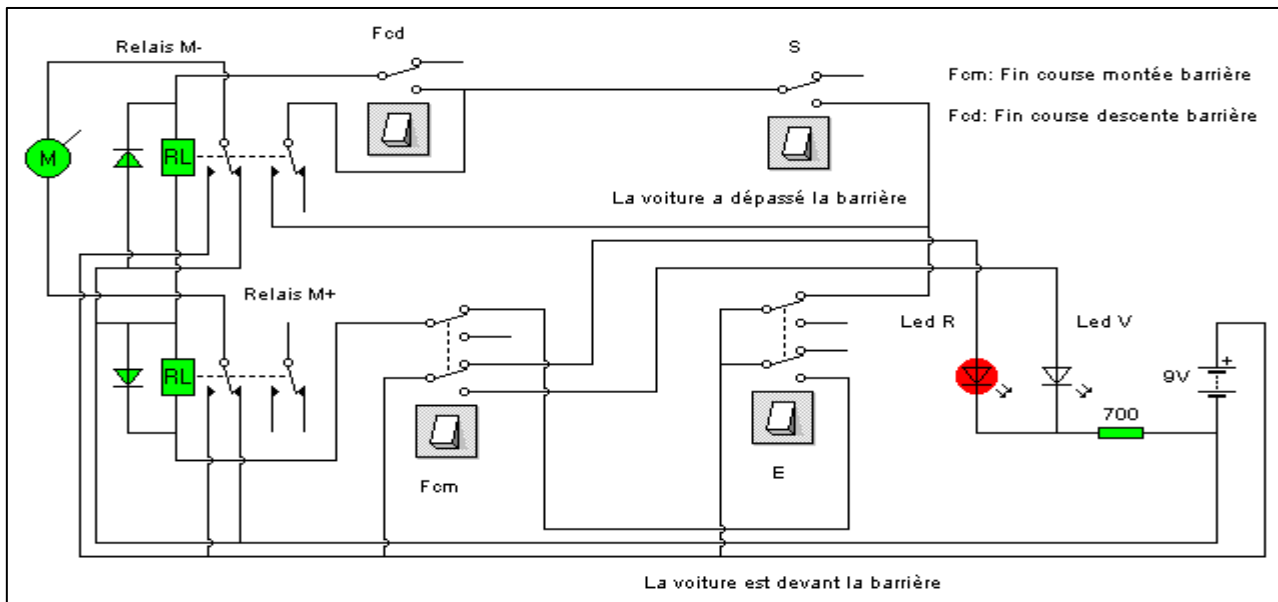 Fcd
S
Relais M-
Fcm: Fin course montée barrière
Fcd: Fin course descente barrière
M
RL
La voiture a dépassé la barrière
Relais M+
Led R
Led V
RL
9V
+
700
Fcm
E
La voiture est devant la barrière